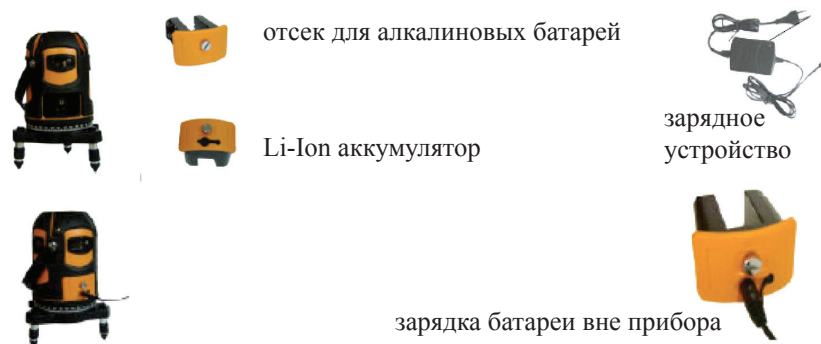 отсек для алкалиновых батарей
Li-Ion аккумулятор
зарядное
устройство
зарядка батареи вне прибора